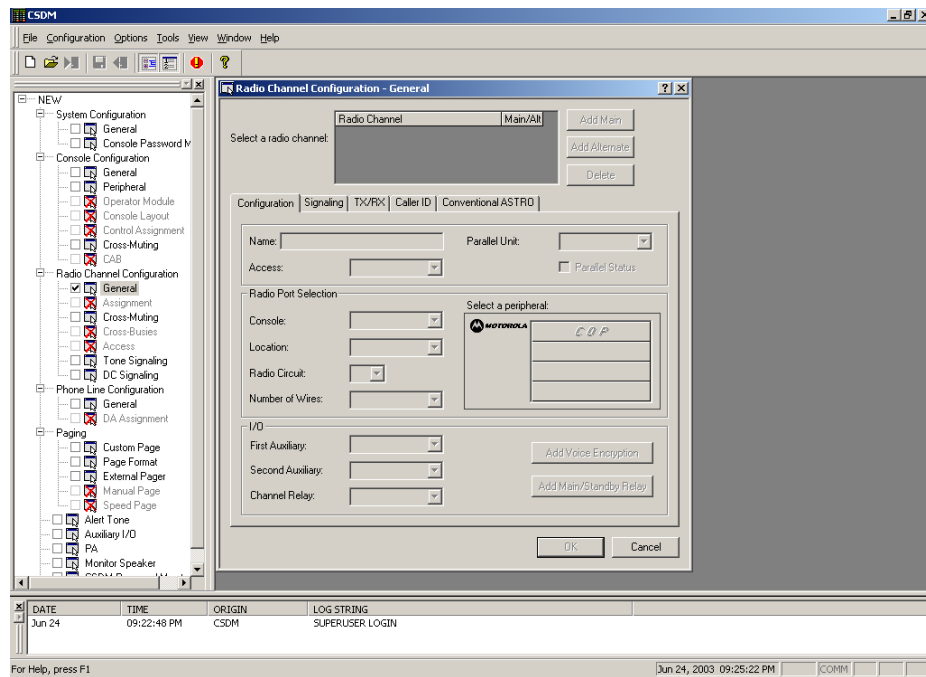 CSDM
File Configuration Options Tools View Window Help
NEW
System Configuration
General
Console Password M
Console Configuration
General
Peripheral
Operator Module
Console Layout
Control Assignment
Cross-Muting
CAB
Radio Channel Configuration
General
Assignment
Cross-Muting
Cross-Busies
Access
Tone Signaling
DC Signaling
Phone Line Configuration
General
DA Assignment
Paging
Custom Page
Page Format
External Pager
Manual Page
Speed Page
Alert Tone
Auxiliary I/O
PA
Monitor Speaker
Radio Channel Configuration - General
Select a radio channel:
Radio Channel Main/Alt
Add Main
Add Alternate
Delete
Configuration Signaling TX/RX Caller ID Conventional ASTRO
Name:
Parallel Unit:
Access:
Parallel Status
Radio Port Selection
Console:
Location:
Radio Circuit:
Number of Wires:
Select a peripheral:
MOTOROLA
COP
I/O
First Auxiliary:
Second Auxiliary:
Channel Relay:
Add Voice Encryption
Add Main/Standby Relay
OK Cancel
DATE TIME ORIGIN LOG STRING
Jun 24 09:22:48 PM CSDM SUPERUSER LOGIN
For Help, press F1
Jun 24, 2003 09:25:22 PM COMM